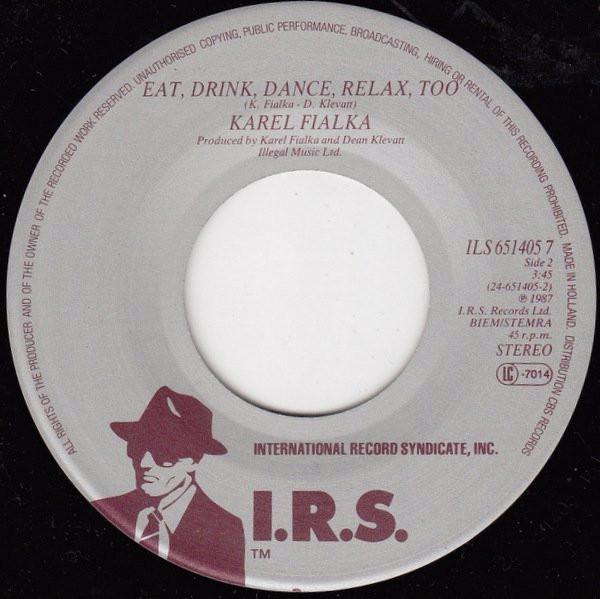 ALL RIGHTS OF THE PRODUCER AND OF THE OWNER OF THE RECORDED WORK RESERVED. UNAUTHORISED COPYING, PUBLIC PERFORMANCE, BROADCASTING, HIRING OR RENTAL OF THIS RECORDING PROHIBITED. MADE IN HOLLAND. DISTRIBUTION CBS RECORDS
EAT, DRINK, DANCE, RELAX, TOO
(K. Fialka - D. Klevatt)
KAREL FIALKA
Produced by Karel Fialka and Dean Klevatt
Illegal Music Ltd.
ILS 651405 7
Side 2
3:45
(24-651405-2)
℗ 1987
I.R.S. Records Ltd.
BIEM/STEMRA
45 r.p.m.
STEREO
LC -7014
INTERNATIONAL RECORD SYNDICATE, INC.
I.R.S.
TM